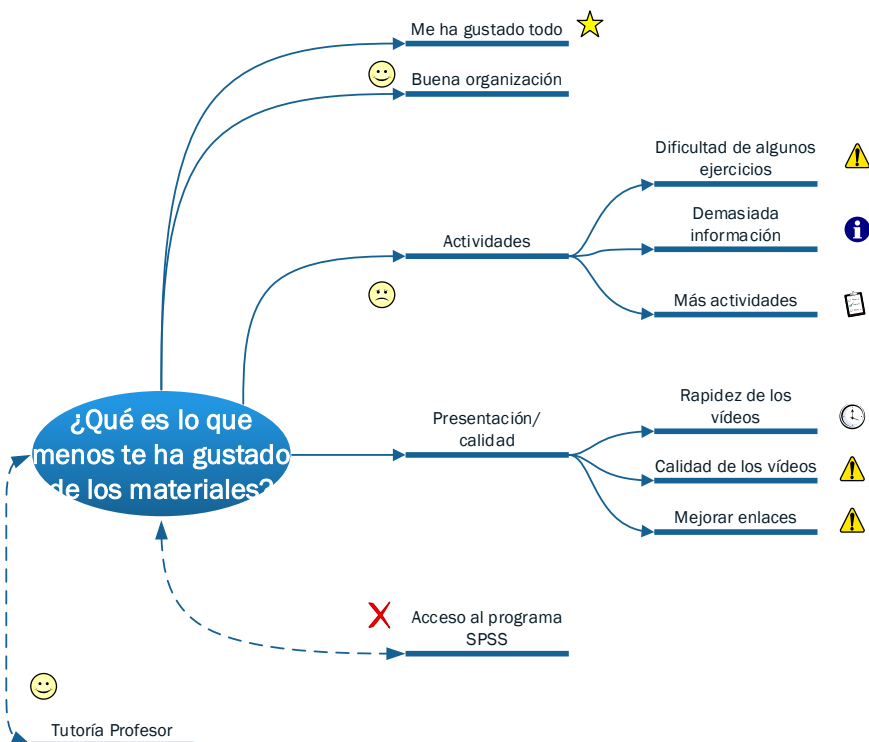 Me ha gustado todo
Buena organización
Dificultad de algunos
ejercicios
Demasiada
información
Actividades
Más actividades
¿Qué es lo que
menos te ha gustado
de los materiales?
Presentación/
calidad
Rapidez de los
vídeos
Calidad de los vídeos
Mejorar enlaces
Acceso al programa
SPSS
Tutoría Profesor